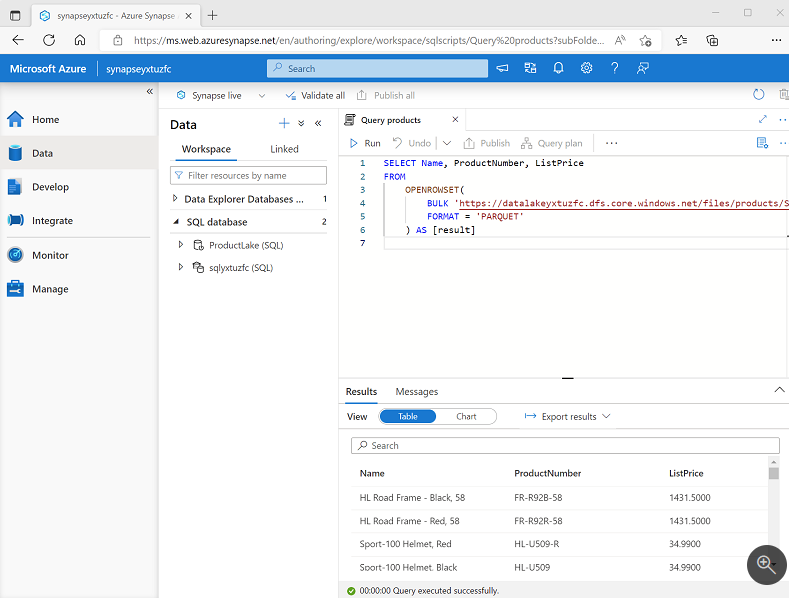 synapseyxtuzfc - Azure Synapse
https://ms.web.azuresynapse.net/en/authoring/explore/workspace/sqlscripts/Query%20products?subFolde...
Microsoft Azure
synapseyxtuzfc
Search
Synapse live
Validate all
Publish all
Home
Data
Develop
Integrate
Monitor
Manage
Data
Workspace
Linked
Filter resources by name
Data Explorer Databases ... 1
SQL database 2
ProductLake (SQL)
sqlyxtuzfc (SQL)
Query products
Run
Undo
Publish
Query plan
1 SELECT Name, ProductNumber, ListPrice
2 FROM
3 OPENROWSET(
4 BULK 'https://datalakeyxtuzfc.dfs.core.windows.net/files/products/S
5 FORMAT = 'PARQUET'
6 ) AS [result]
7
Results
Messages
View
Table
Chart
Export results
Search
Name ProductNumber ListPrice
HL Road Frame - Black, 58 FR-R92B-58 1431.5000
HL Road Frame - Red, 58 FR-R92R-58 1431.5000
Sport-100 Helmet, Red HL-U509-R 34.9900
Sport-100 Helmet, Black HL-U509 34.9900
00:00:00 Query executed successfully.